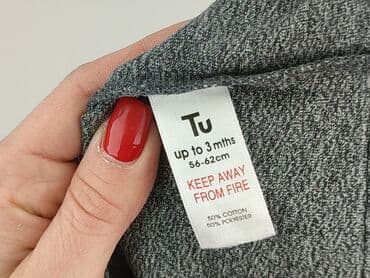 Tu
up to 3 mths
56-62cm
KEEP AWAY
FROM FIRE
50% COTTON
50% POLYESTER